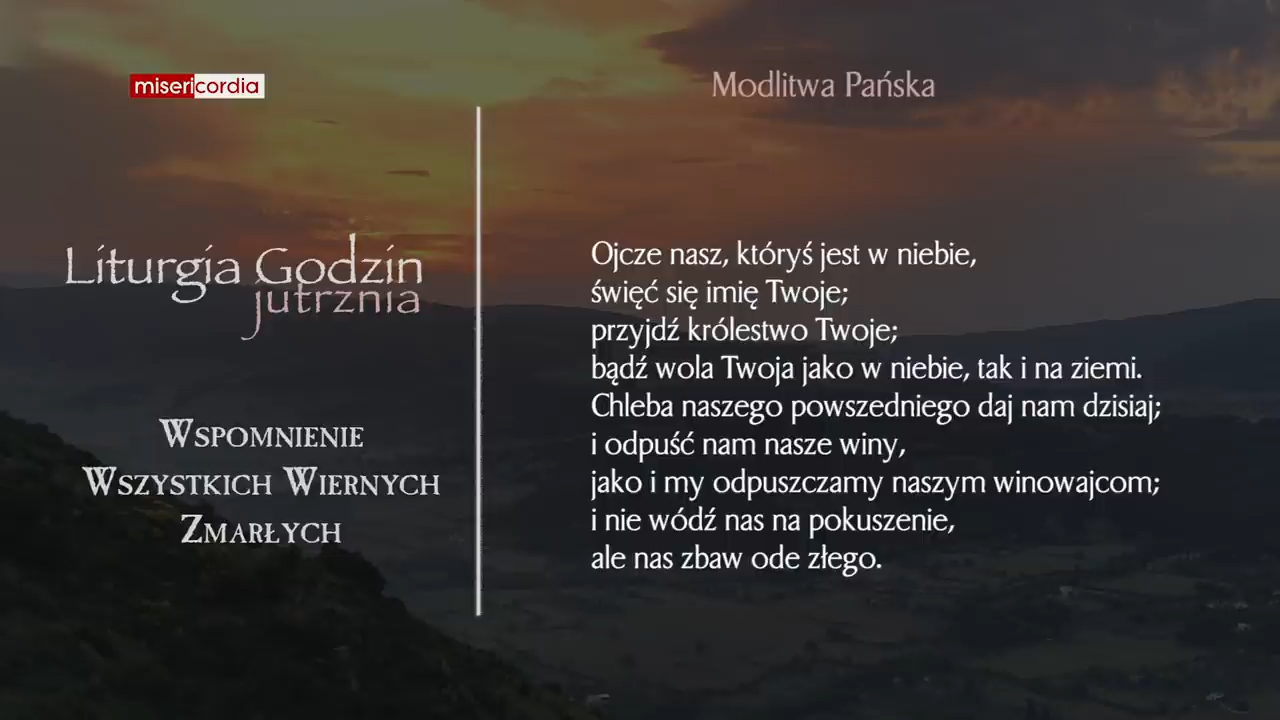 misericordia
Liturgia Godzin
jutrznia
Wspomnienie
Wszystkich Wiernych
Zmarłych
Modlitwa Pańska
Ojcze nasz, któryś jest w niebie,
święć się imię Twoje;
przyjdź królestwo Twoje;
bądź wola Twoja jako w niebie, tak i na ziemi.
Chleba naszego powszedniego daj nam dzisiaj;
i odpuść nam nasze winy,
jako i my odpuszczamy naszym winowajcom;
i nie wódź nas na pokuszenie,
ale nas zbaw ode złego.